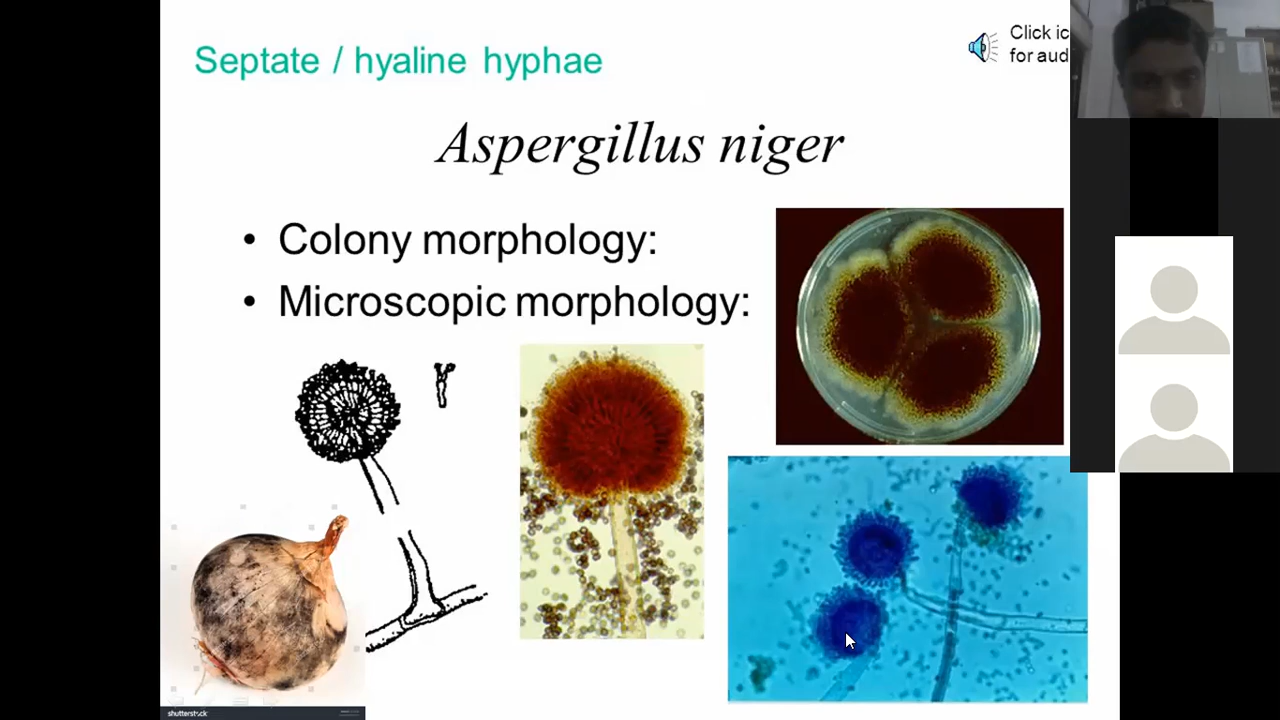 Septate / hyaline hyphae
Click ic
for aud
Aspergillus niger
• Colony morphology:
• Microscopic morphology:
shutterstock